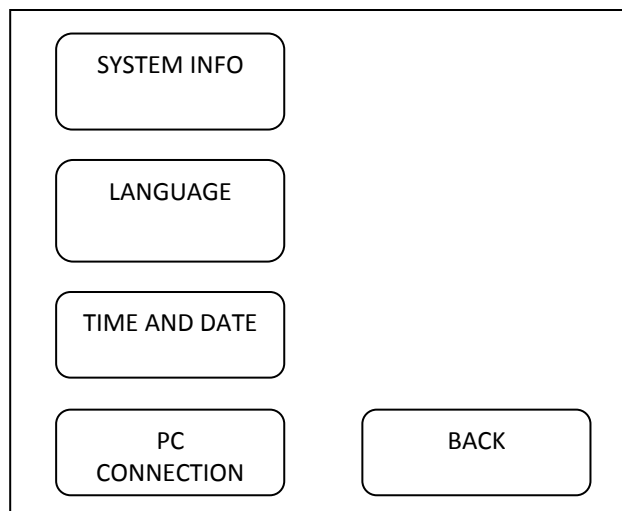 SYSTEM INFO
LANGUAGE
TIME AND DATE
PC
CONNECTION
BACK